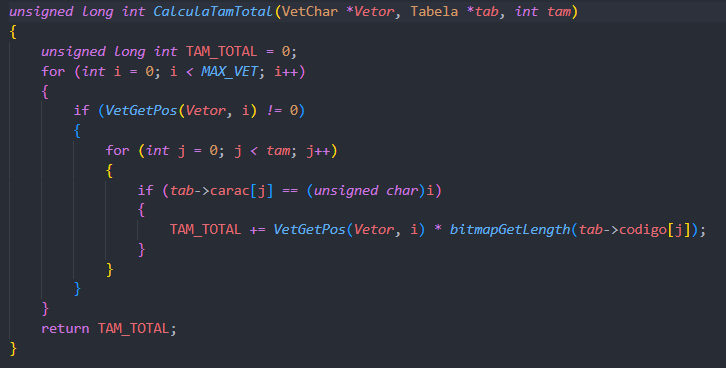 unsigned long int CalculaTamTotal(VetChar *Vetor, Tabela *tab, int tam)
{
    unsigned long int TAM_TOTAL = 0;
    for (int i = 0; i < MAX_VET; i++)
    {
        if (VetGetPos(Vetor, i) != 0)
        {
            for (int j = 0; j < tam; j++)
            {
                if (tab->carac[j] == (unsigned char)i)
                {
                    TAM_TOTAL += VetGetPos(Vetor, i) * bitmapGetLength(tab->codigo[j]);
                }
            }
        }
    }
    return TAM_TOTAL;
}